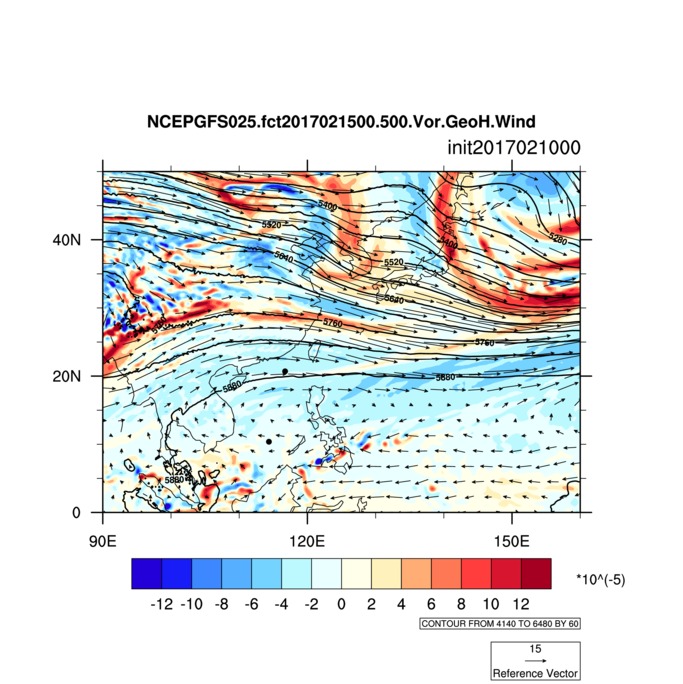 NCEPGFS025.fct2017021500.500.Vor.GeoH.Wind
init2017021000
5400
5520
5280
40N
5400
5640
5520
5640
5760
5760
20N
5880
5880
5880
0
90E 120E 150E
-12 -10 -8 -6 -4 -2 0 2 4 6 8 10 12
*10^(-5)
CONTOUR FROM 4140 TO 6480 BY 60
15
Reference Vector